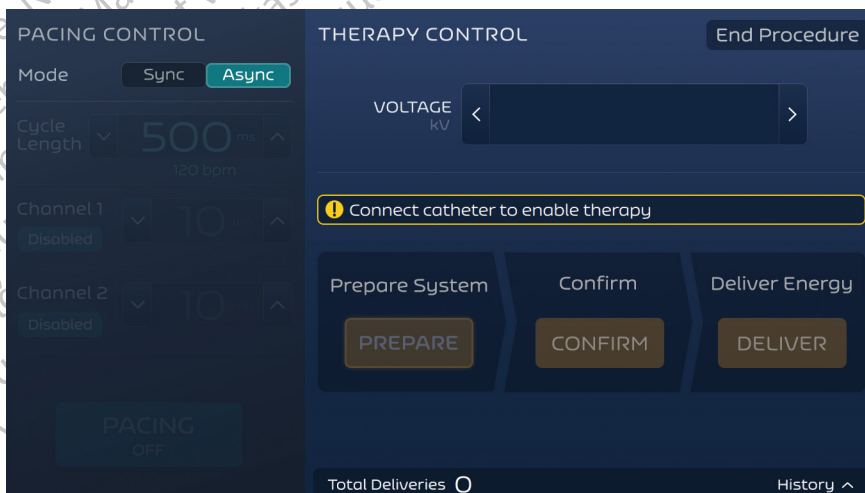 PACING CONTROL
Mode
Sync
Async
Cycle
Length
500 ms
120 bpm
Channel 1
Disabled
10
Channel 2
Disabled
10
PACING
OFF
THERAPY CONTROL
End Procedure
VOLTAGE
kV
Connect catheter to enable therapy
Prepare System
Confirm
Deliver Energy
PREPARE
CONFIRM
DELIVER
Total Deliveries 0
History